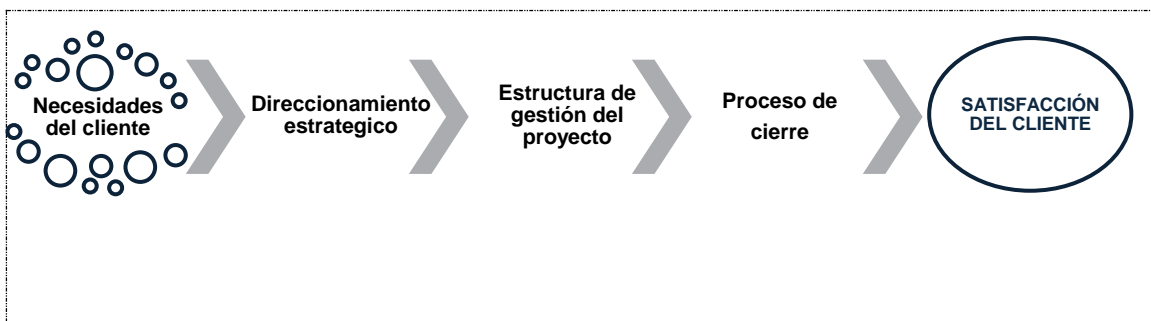 Necesidades
del cliente
Direccionamiento
estrategico
Estructura de
gestión del
proyecto
Proceso de
cierre
SATISFACCIÓN
DEL CLIENTE